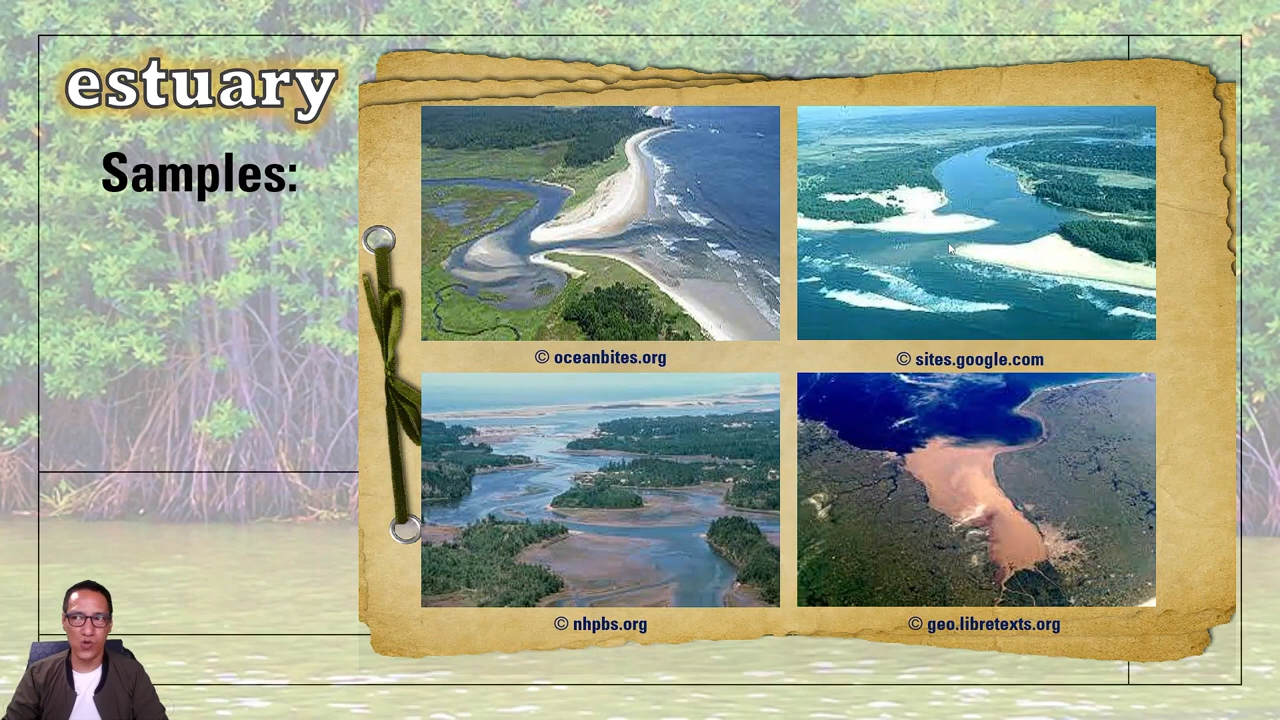 estuary
Samples:
© oceanbites.org
© sites.google.com
© nhpbs.org
© geo.libretexts.org